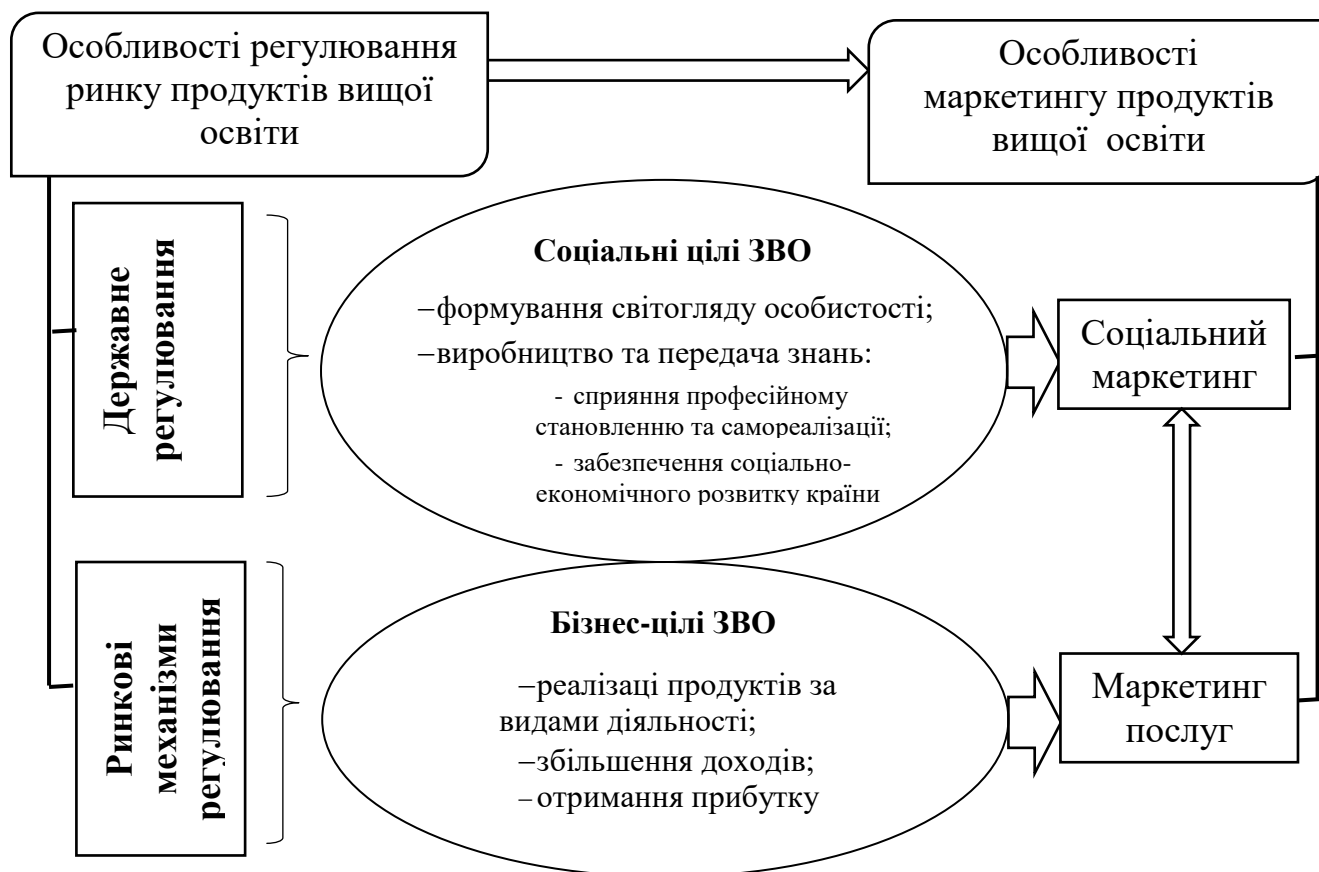 Особливості регулювання
ринку продуктів вищої
освіти
Особливості
маркетингу продуктів
вищої освіти
Державне
регулювання
Соціальні цілі ЗВО
–формування світогляду особистості;
–виробництво та передача знань:
- сприяння професійному
становленню та самореалізації;
- забезпечення соціально-
економічного розвитку країни
Соціальний
маркетинг
Ринкові
механізми
регулювання
Бізнес-цілі ЗВО
–реалізаці продуктів за
видами діяльності;
–збільшення доходів;
–отримання прибутку
Маркетинг
послуг